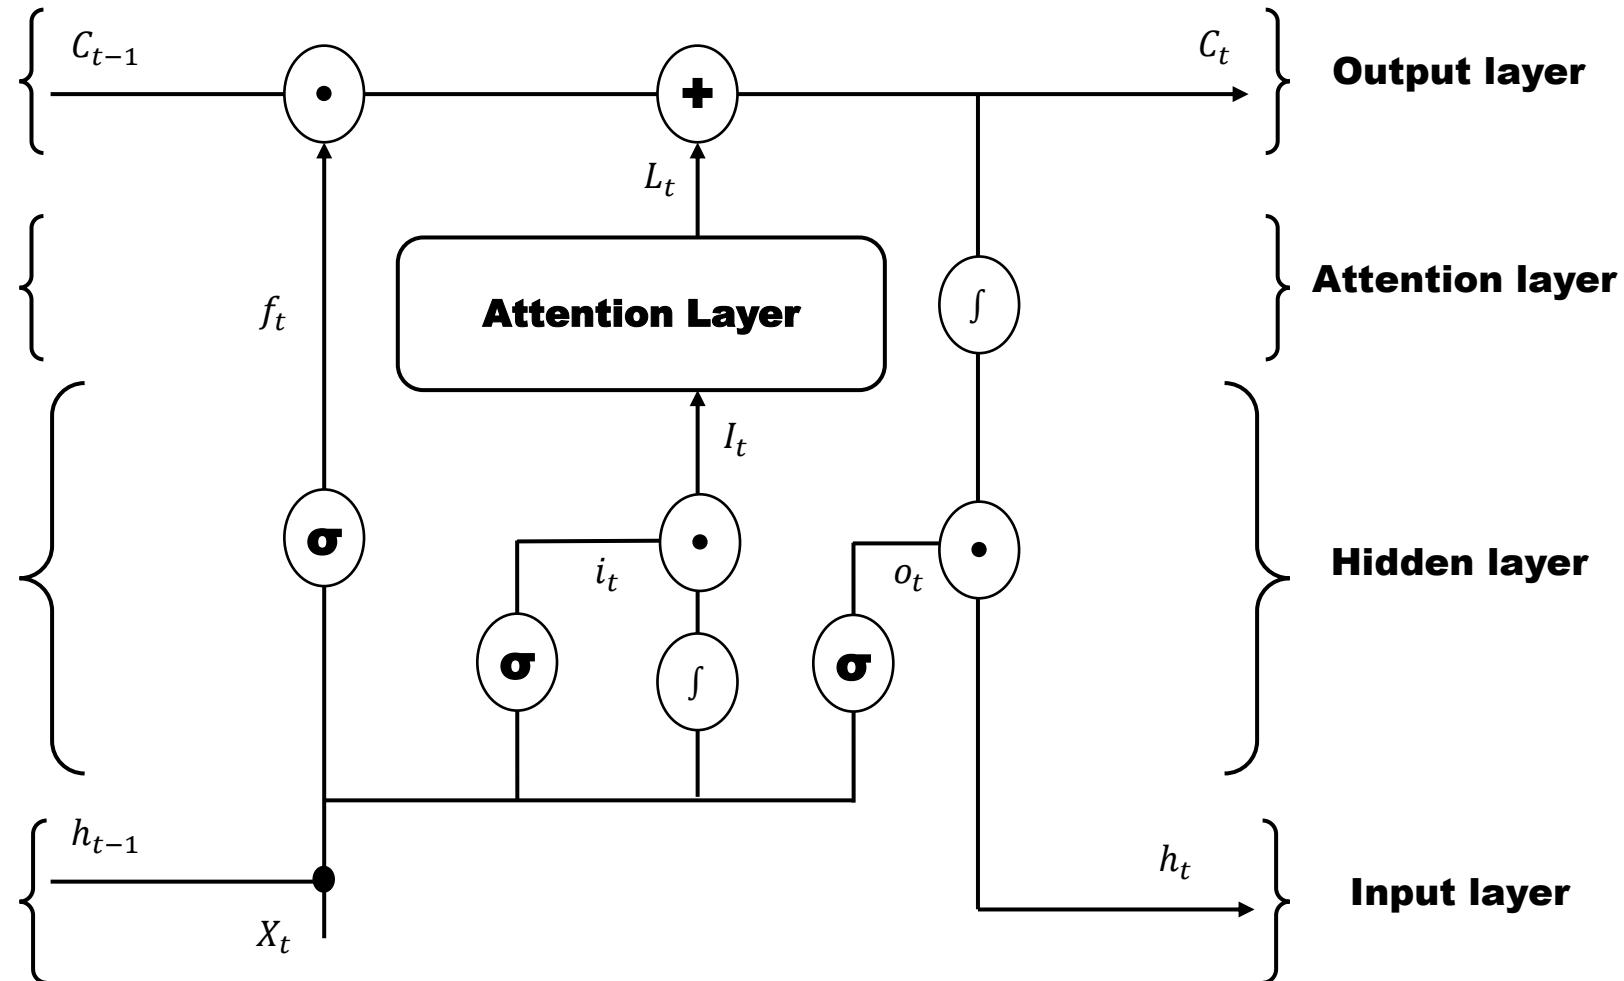 C_{t-1}
C_t
Output layer
•
+
L_t
f_t
Attention Layer
∫
Attention layer
I_t
σ
•
•
i_t
o_t
Hidden layer
σ
∫
σ
h_{t-1}
h_t
Input layer
X_t